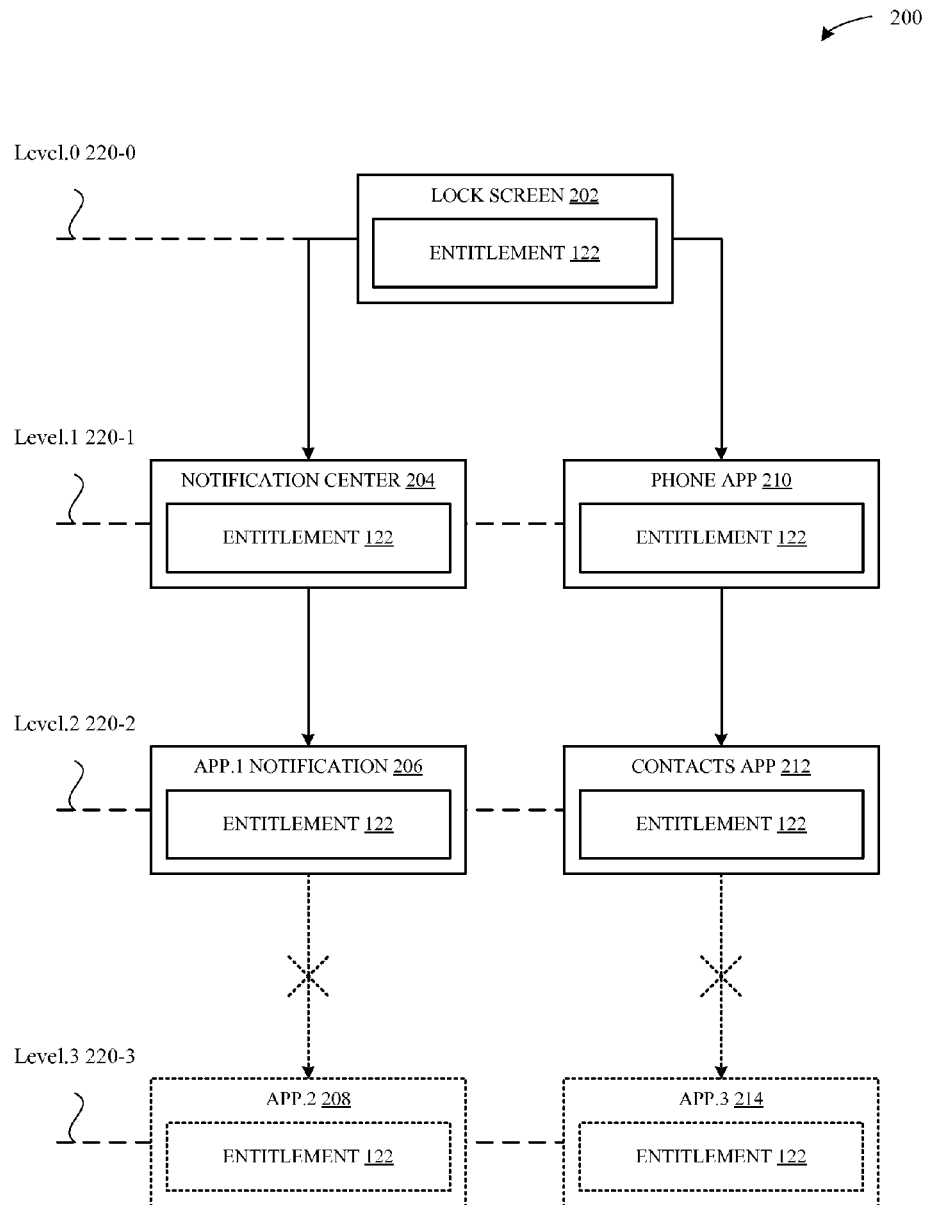 200
Level.0 220-0
LOCK SCREEN 202
ENTITLEMENT 122
Level.1 220-1
NOTIFICATION CENTER 204
PHONE APP 210
ENTITLEMENT 122
ENTITLEMENT 122
Level.2 220-2
APP.1 NOTIFICATION 206
CONTACTS APP 212
ENTITLEMENT 122
ENTITLEMENT 122
Level.3 220-3
APP.2 208
APP.3 214
ENTITLEMENT 122
ENTITLEMENT 122